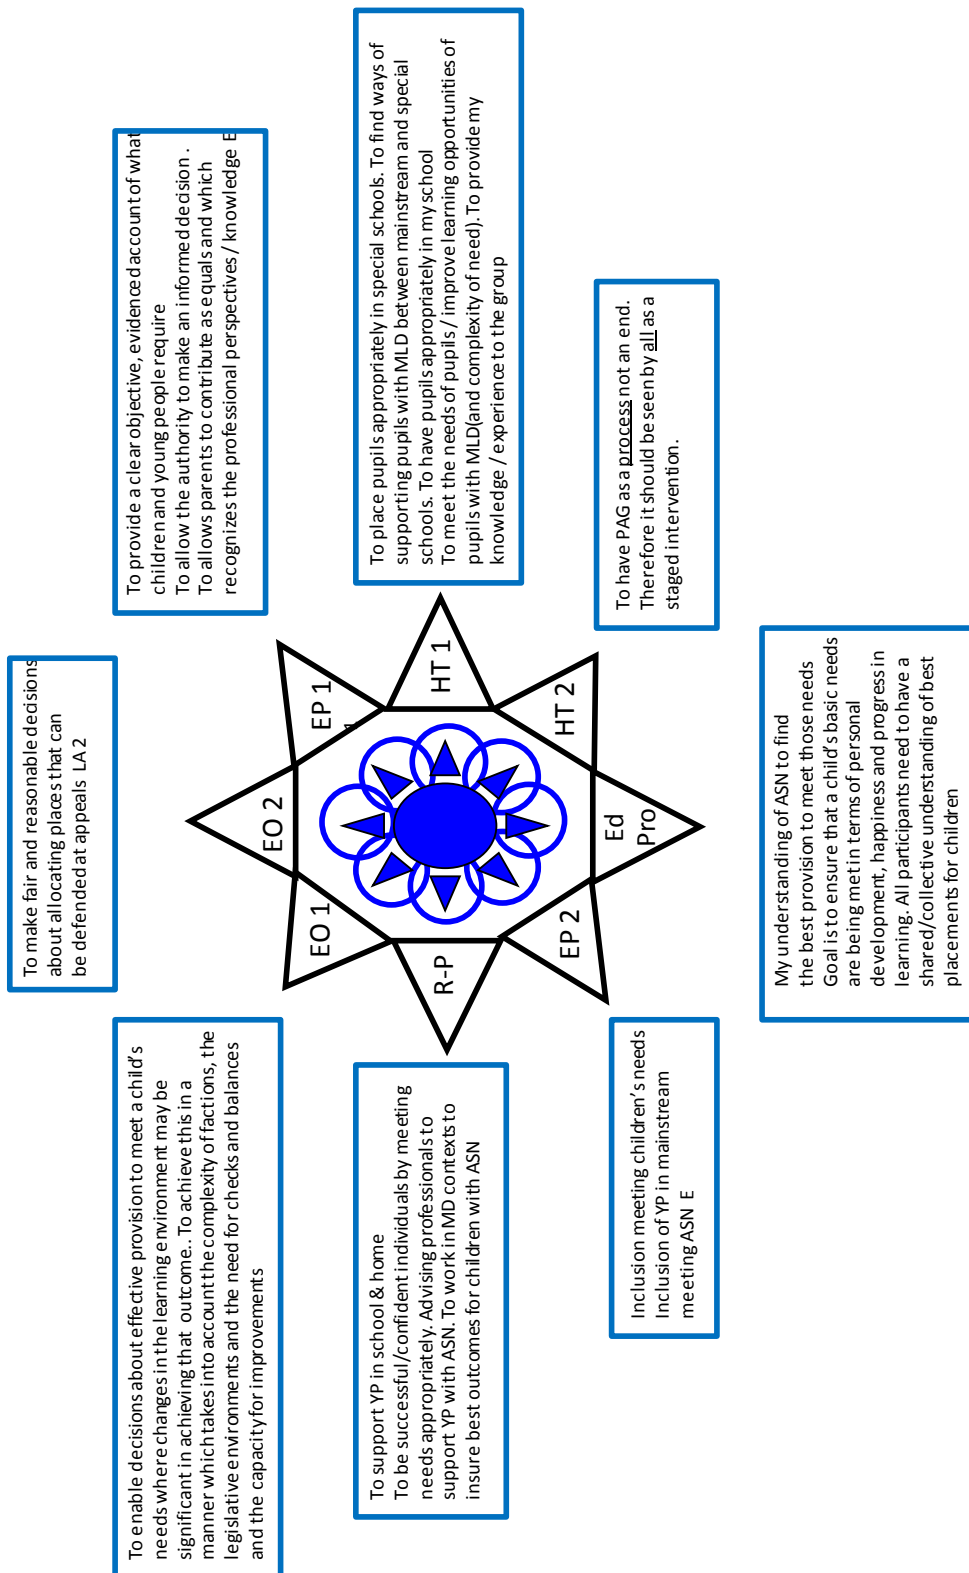 To make fair and reasonable decisions
about allocating places that can
be defended at appeals  LA 2
To enable decisions about effective provision to meet a child’s
needs where changes in the learning environment may be
significant in achieving that outcome.. To achieve this in a
manner which takes into account the complexity of factions, the
legislative environments and the need for checks and balances
and the capacity for improvements
To provide a clear objective, evidenced account of what
children and young people require
To allow the authority to make an informed decision .
To allows parents to contribute as equals and which
recognizes the professional perspectives / knowledge E
EO 2
EO 1
EP 1
R-P
HT 1
EP 2
HT 2
Ed
Pro
To support YP in school & home
To be successful/confident individuals by meeting
needs appropriately. Advising professionals to
support YP with ASN. To work in MD contexts to
insure best outcomes for children with ASN
To place pupils appropriately in special schools. To find ways of
supporting pupils with MLD between mainstream and special
schools. To have pupils appropriately in my school
To meet the needs of pupils / improve learning opportunities of
pupils with MLD(and complexity of need). To provide my
knowledge / experience to the group
Inclusion meeting children’s needs
Inclusion of YP in mainstream
meeting ASN  E
To have PAG as a process not an end.
Therefore it should be seen by all as a
staged intervention.
My understanding of ASN to find
the best provision to meet those needs
Goal is to ensure that a child’s basic needs
are being met in terms of personal
development, happiness and progress in
learning. All participants need to have a
shared/collective understanding of best
placements for children